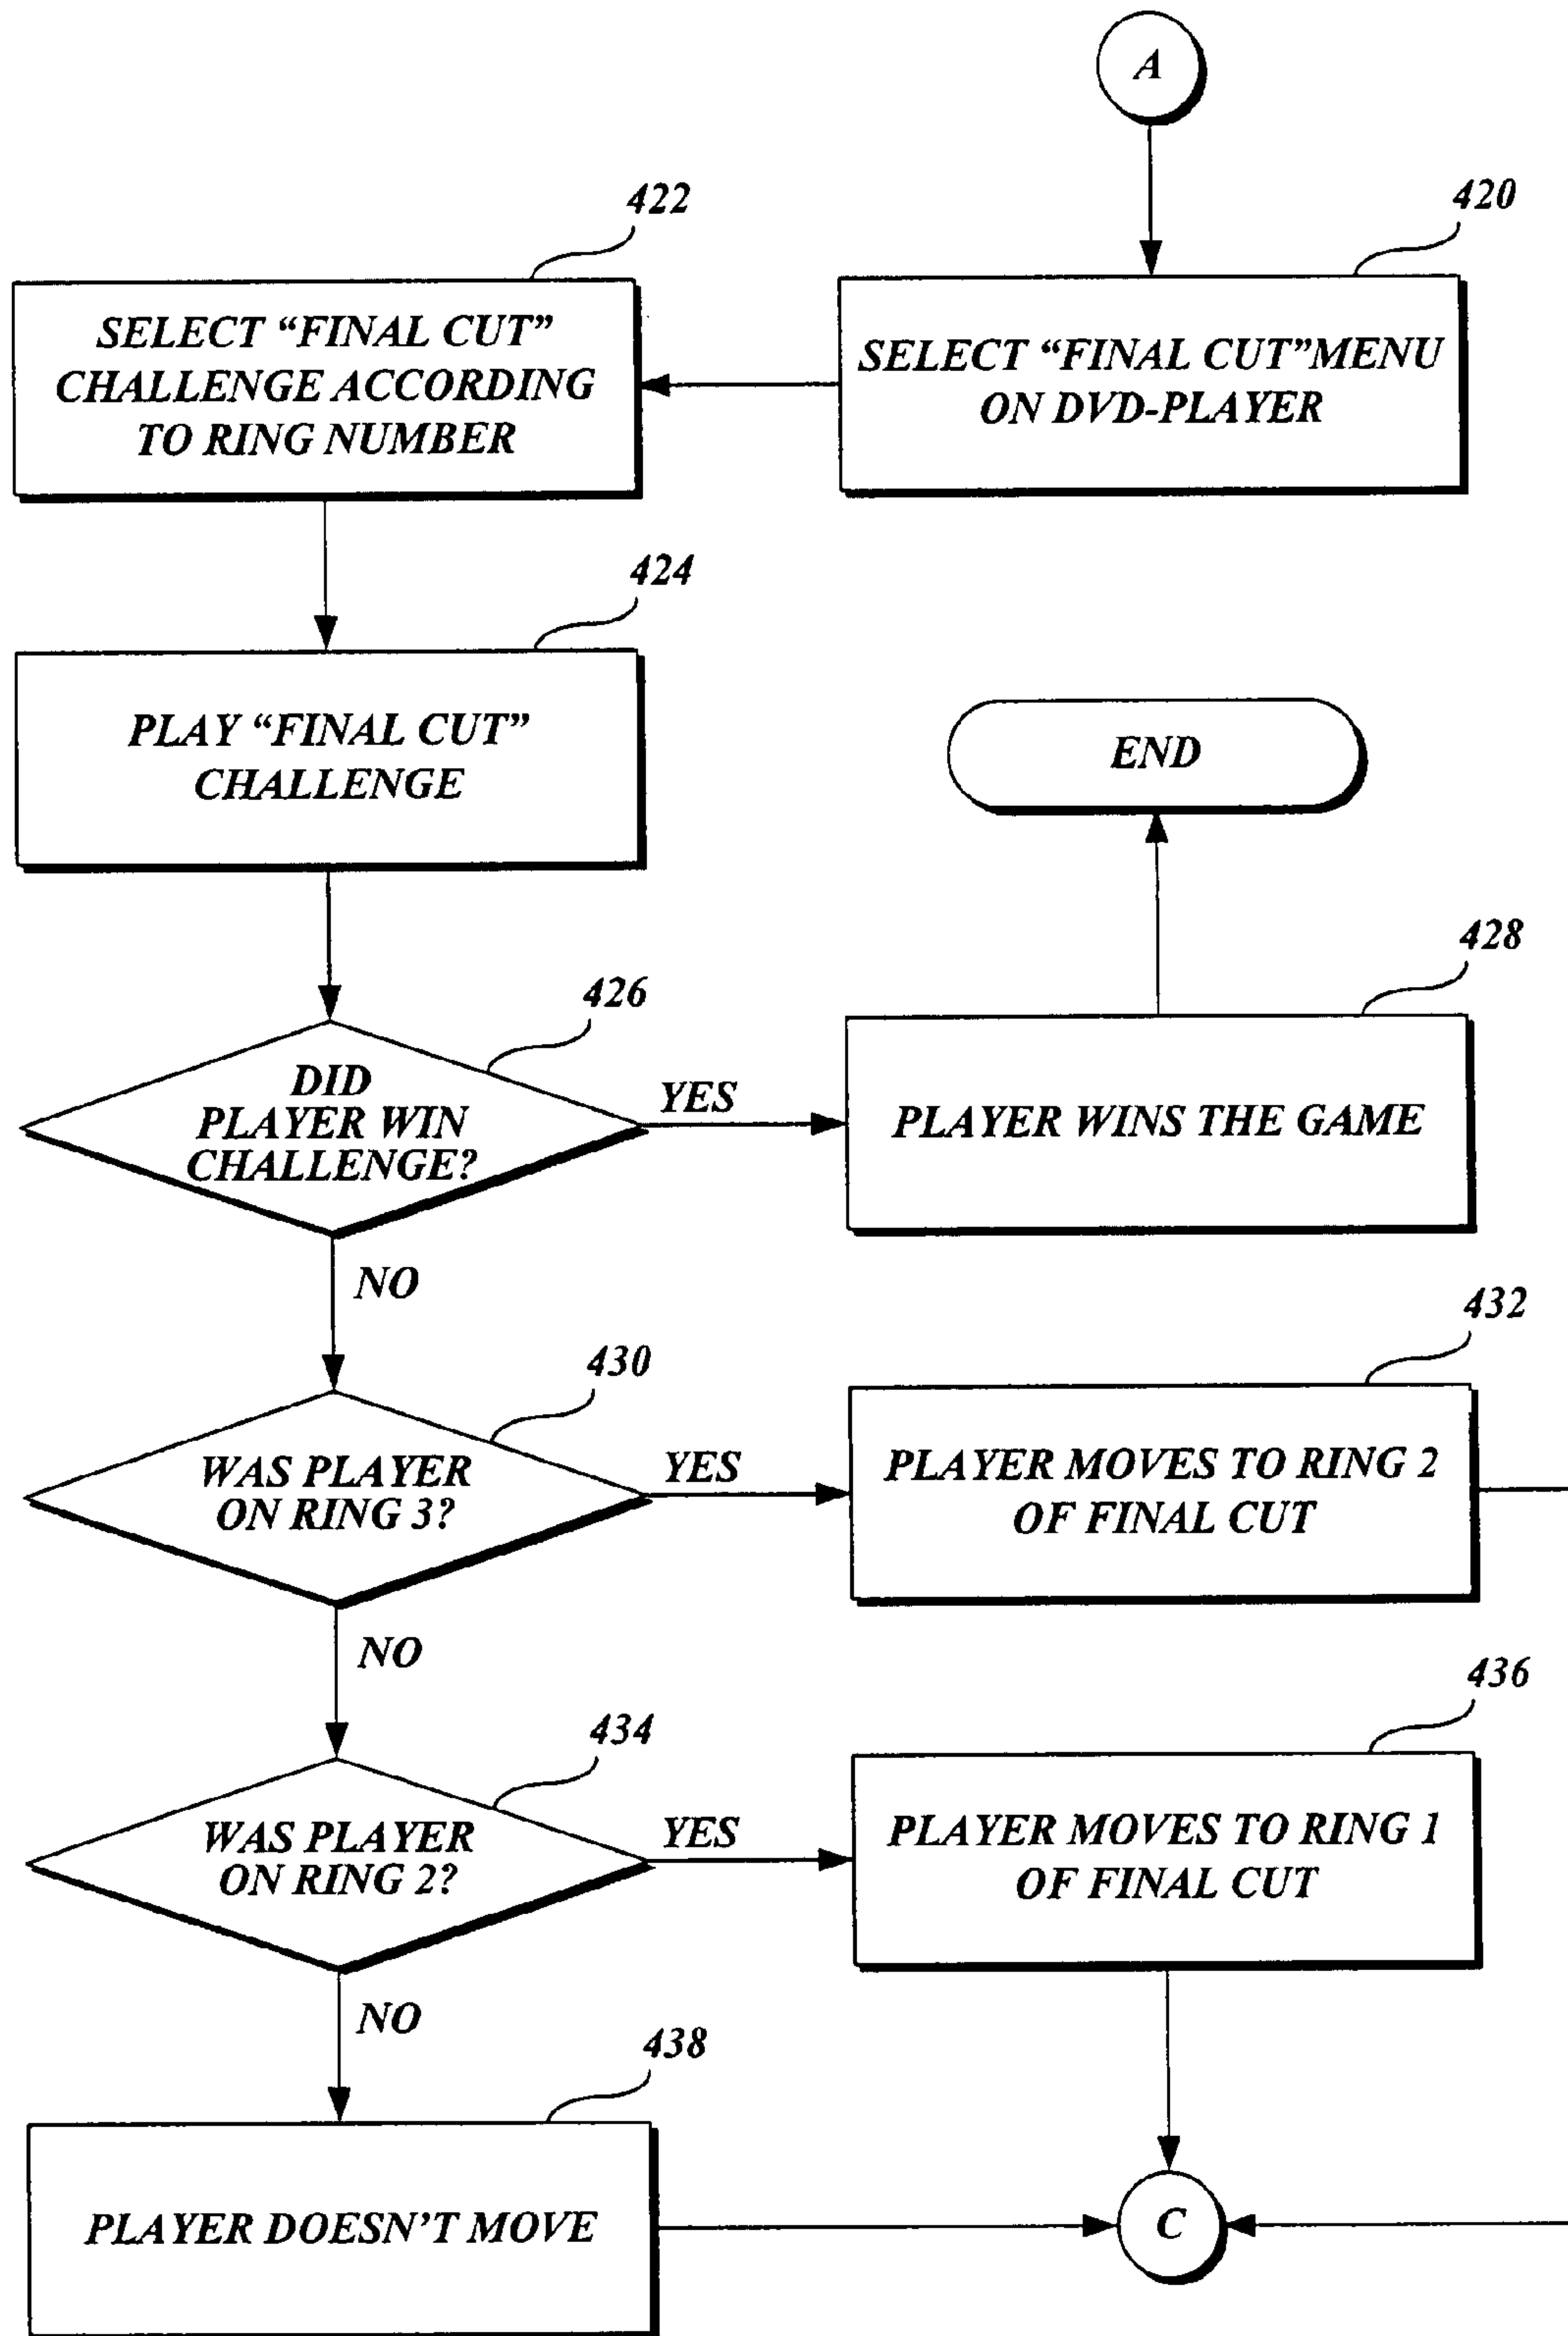 A
420
SELECT “FINAL CUT”MENU
ON DVD-PLAYER
422
SELECT “FINAL CUT”
CHALLENGE ACCORDING
TO RING NUMBER
424
PLAY “FINAL CUT”
CHALLENGE
426
DID
PLAYER WIN
CHALLENGE?
YES
428
PLAYER WINS THE GAME
END
NO
430
WAS PLAYER
ON RING 3?
YES
432
PLAYER MOVES TO RING 2
OF FINAL CUT
NO
434
WAS PLAYER
ON RING 2?
YES
436
PLAYER MOVES TO RING 1
OF FINAL CUT
NO
438
PLAYER DOESN'T MOVE
C